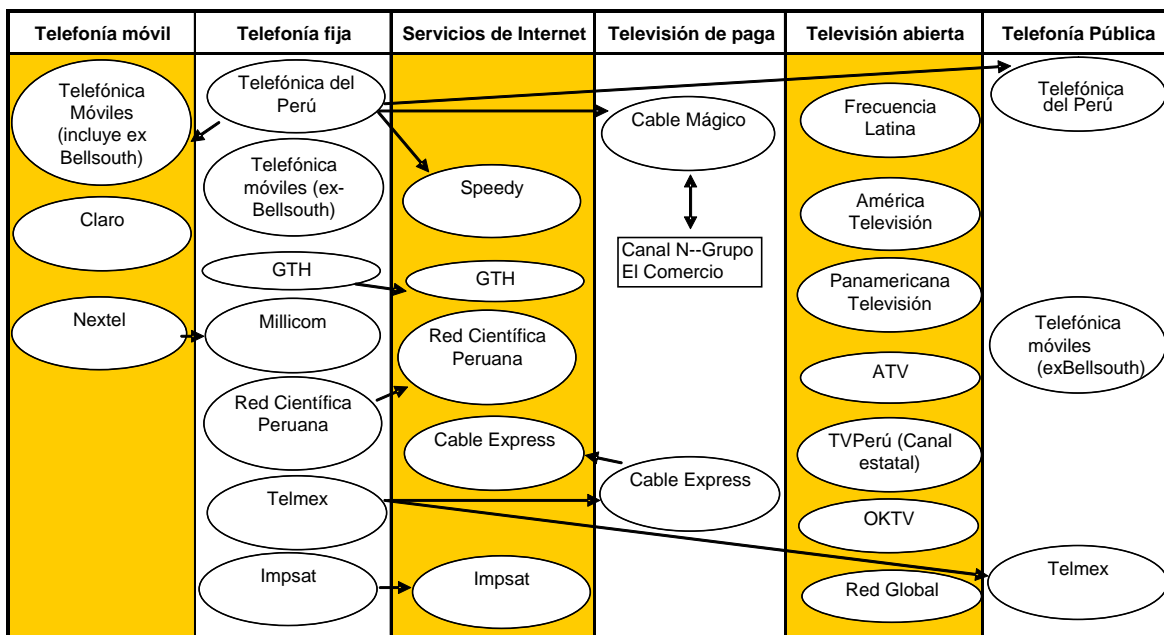 Telefonía móvil
Telefonía fija
Servicios de Internet
Televisión de paga
Televisión abierta
Telefonía Pública
Telefónica
Móviles
(incluye ex
Bellsouth)
Claro
Nextel
Telefónica del
Perú
Telefónica
móviles (ex-
Bellsouth)
GTH
Millicom
Red Científica
Peruana
Telmex
Impsat
Speedy
GTH
Red Científica
Peruana
Cable Express
Impsat
Cable Mágico
Canal N--Grupo
El Comercio
Cable Express
Frecuencia
Latina
América
Televisión
Panamericana
Televisión
ATV
TVPerú (Canal
estatal)
OKTV
Red Global
Telefónica
del Perú
Telefónica
móviles
(exBellsouth)
Telmex